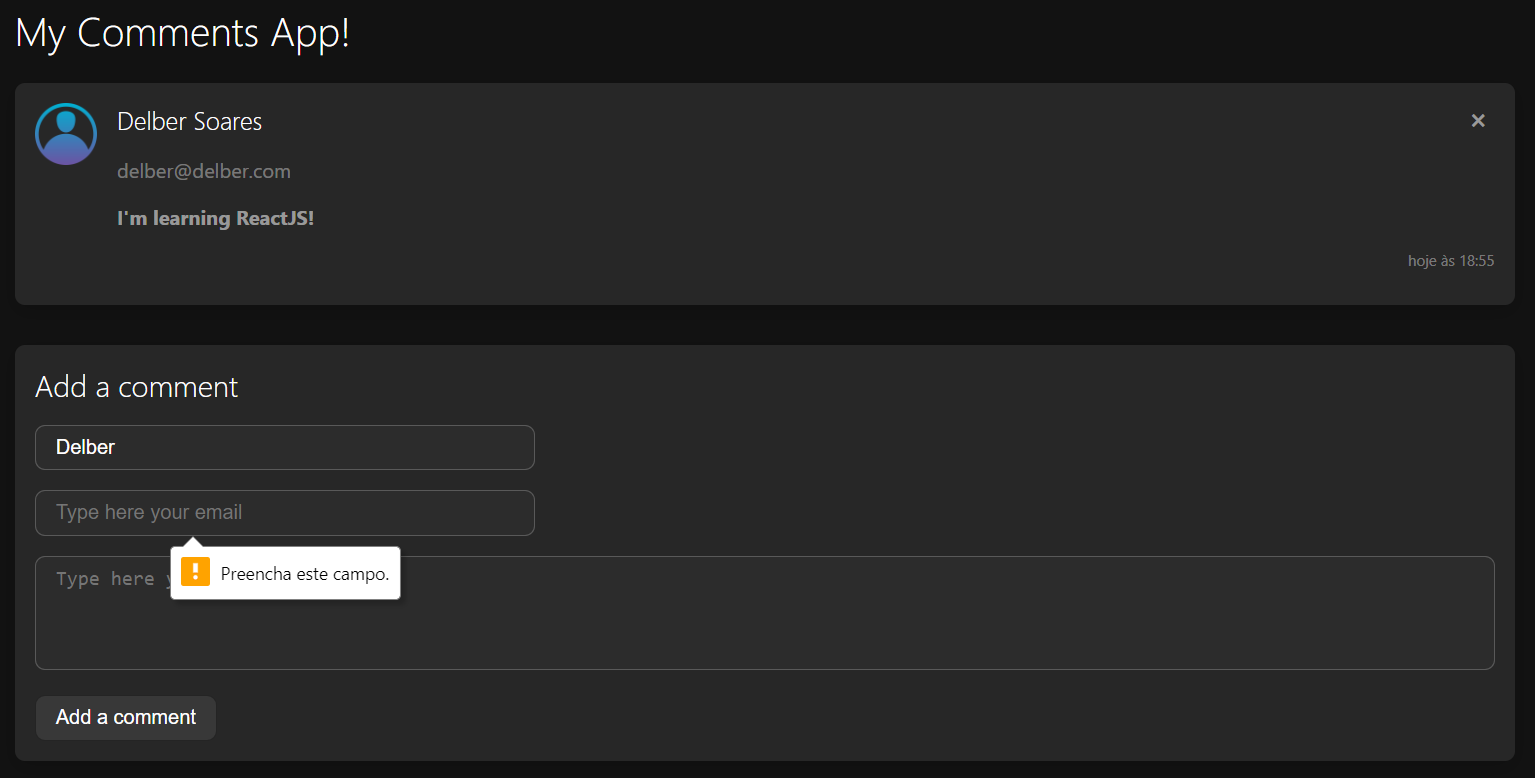 My Comments App!
Delber Soares
×
delber@delber.com
I'm learning ReactJS!
hoje às 18:55
Add a comment
Delber
Type here your email
Preencha este campo.
Type here
Add a comment